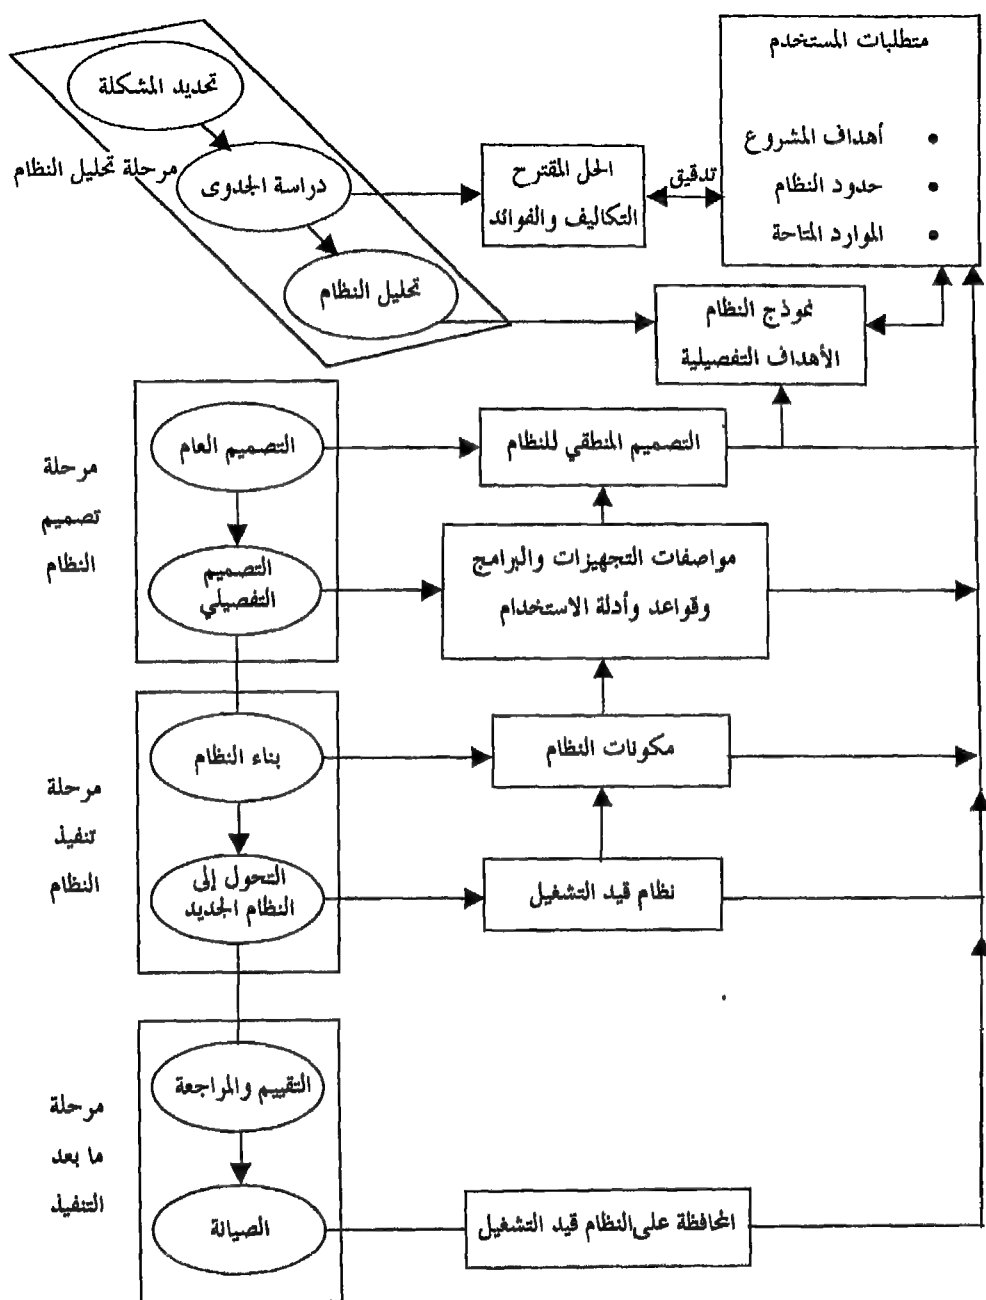 متطلبات المستخدم
• أهداف المشروع
• حدود النظام
• الموارد المتاحة
تحديد المشكلة
دراسة الجدوى
تحليل النظام
مرحلة تحليل النظام
الحل المقترح
التكاليف والفوائد
تدقيق
نموذج النظام
الأهداف التفصيلية
مرحلة
تصميم
النظام
التصميم العام
التصميم المنطقي للنظام
التصميم
التفصيلي
مواصفات التجهيزات والبرامج
وقواعد وأدلة الاستخدام
مرحلة
تنفيذ
النظام
بناء النظام
مكونات النظام
التحول إلى
النظام الجديد
نظام قيد التشغيل
مرحلة
ما بعد
التنفيذ
التقييم والمراجعة
الصيانة
المحافظة على النظام قيد التشغيل